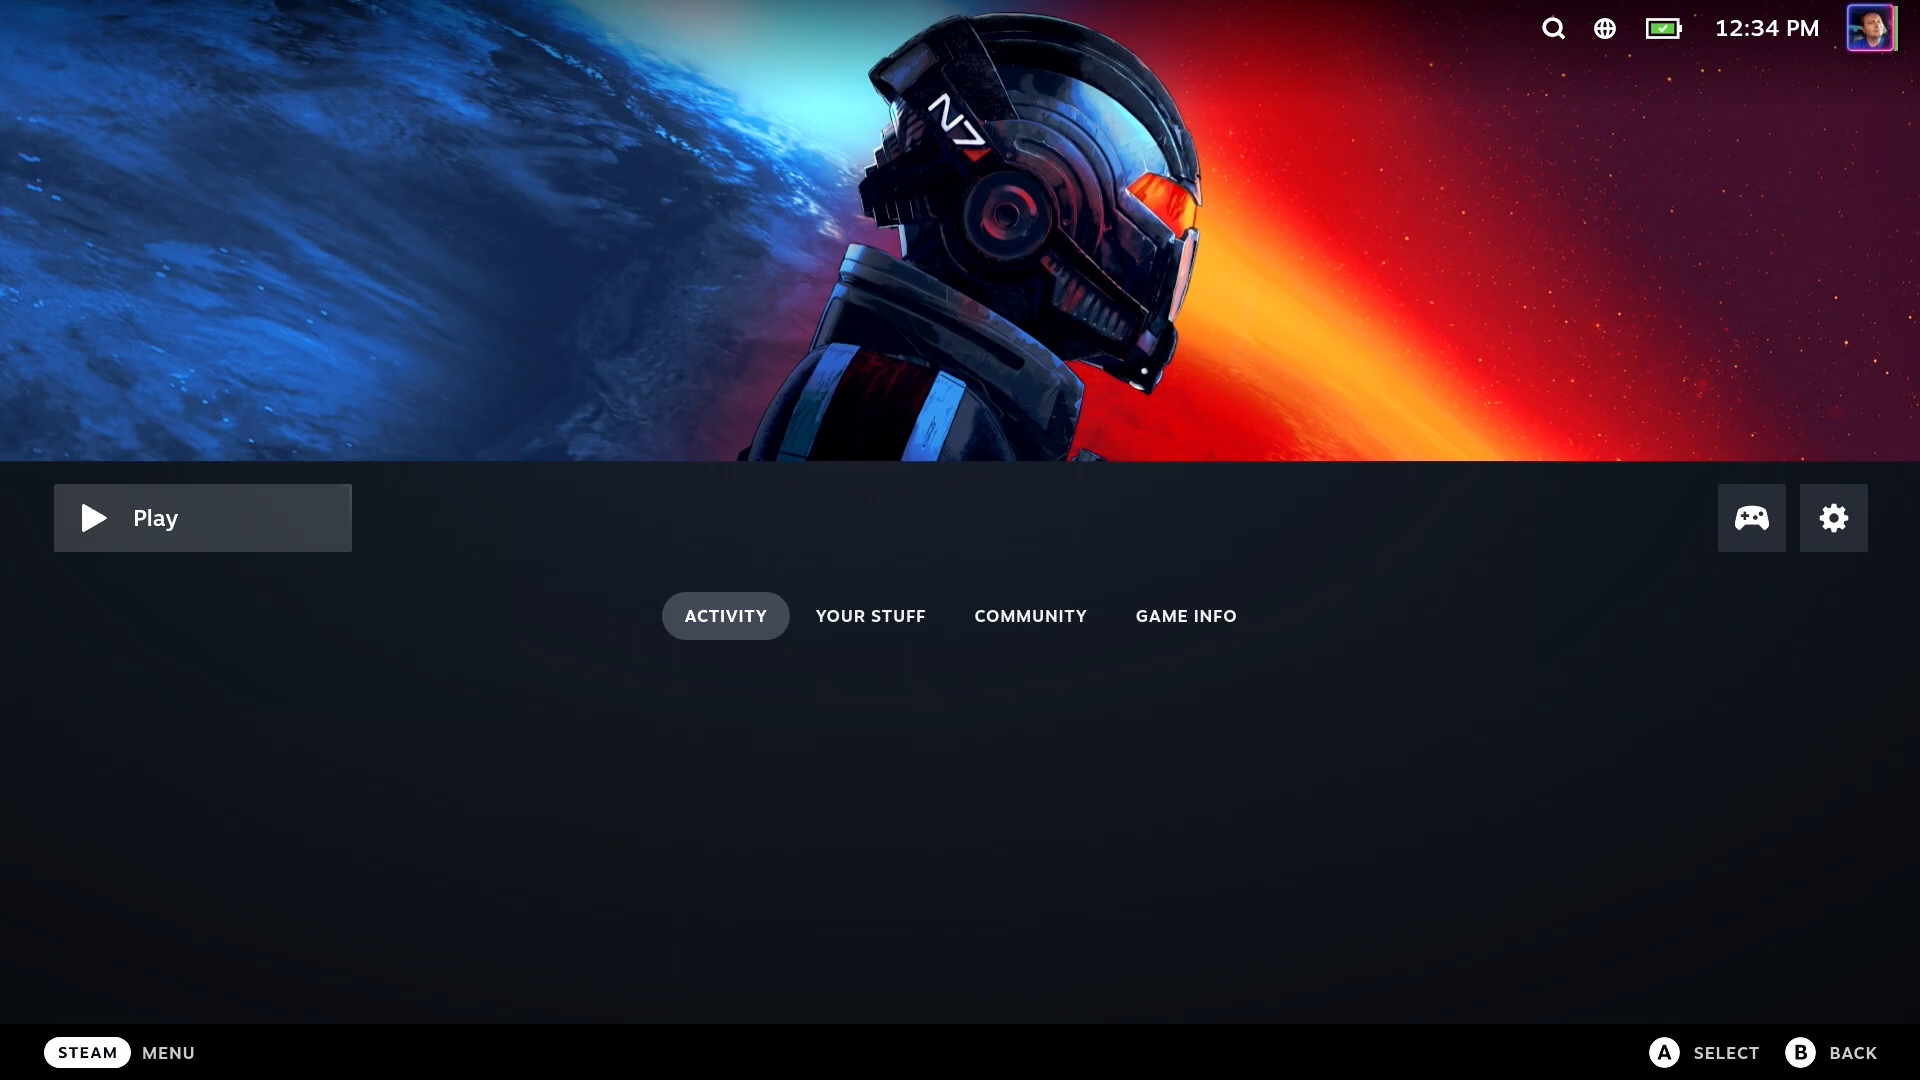 12:34 PM
N7
Play
ACTIVITY YOUR STUFF COMMUNITY GAME INFO
STEAM MENU A SELECT B BACK